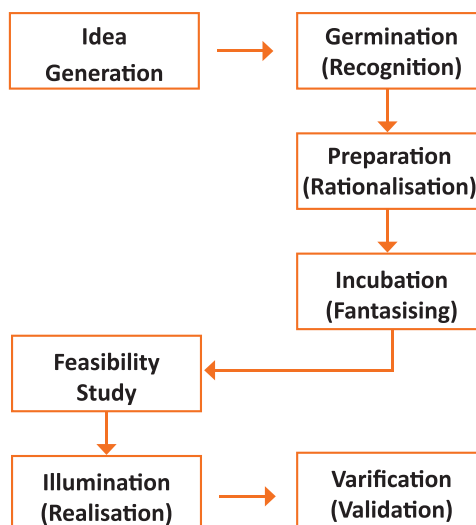 Idea
Generation
Germination
(Recognition)
Preparation
(Rationalisation)
Incubation
(Fantasising)
Feasibility
Study
Illumination
(Realisation)
Varification
(Validation)